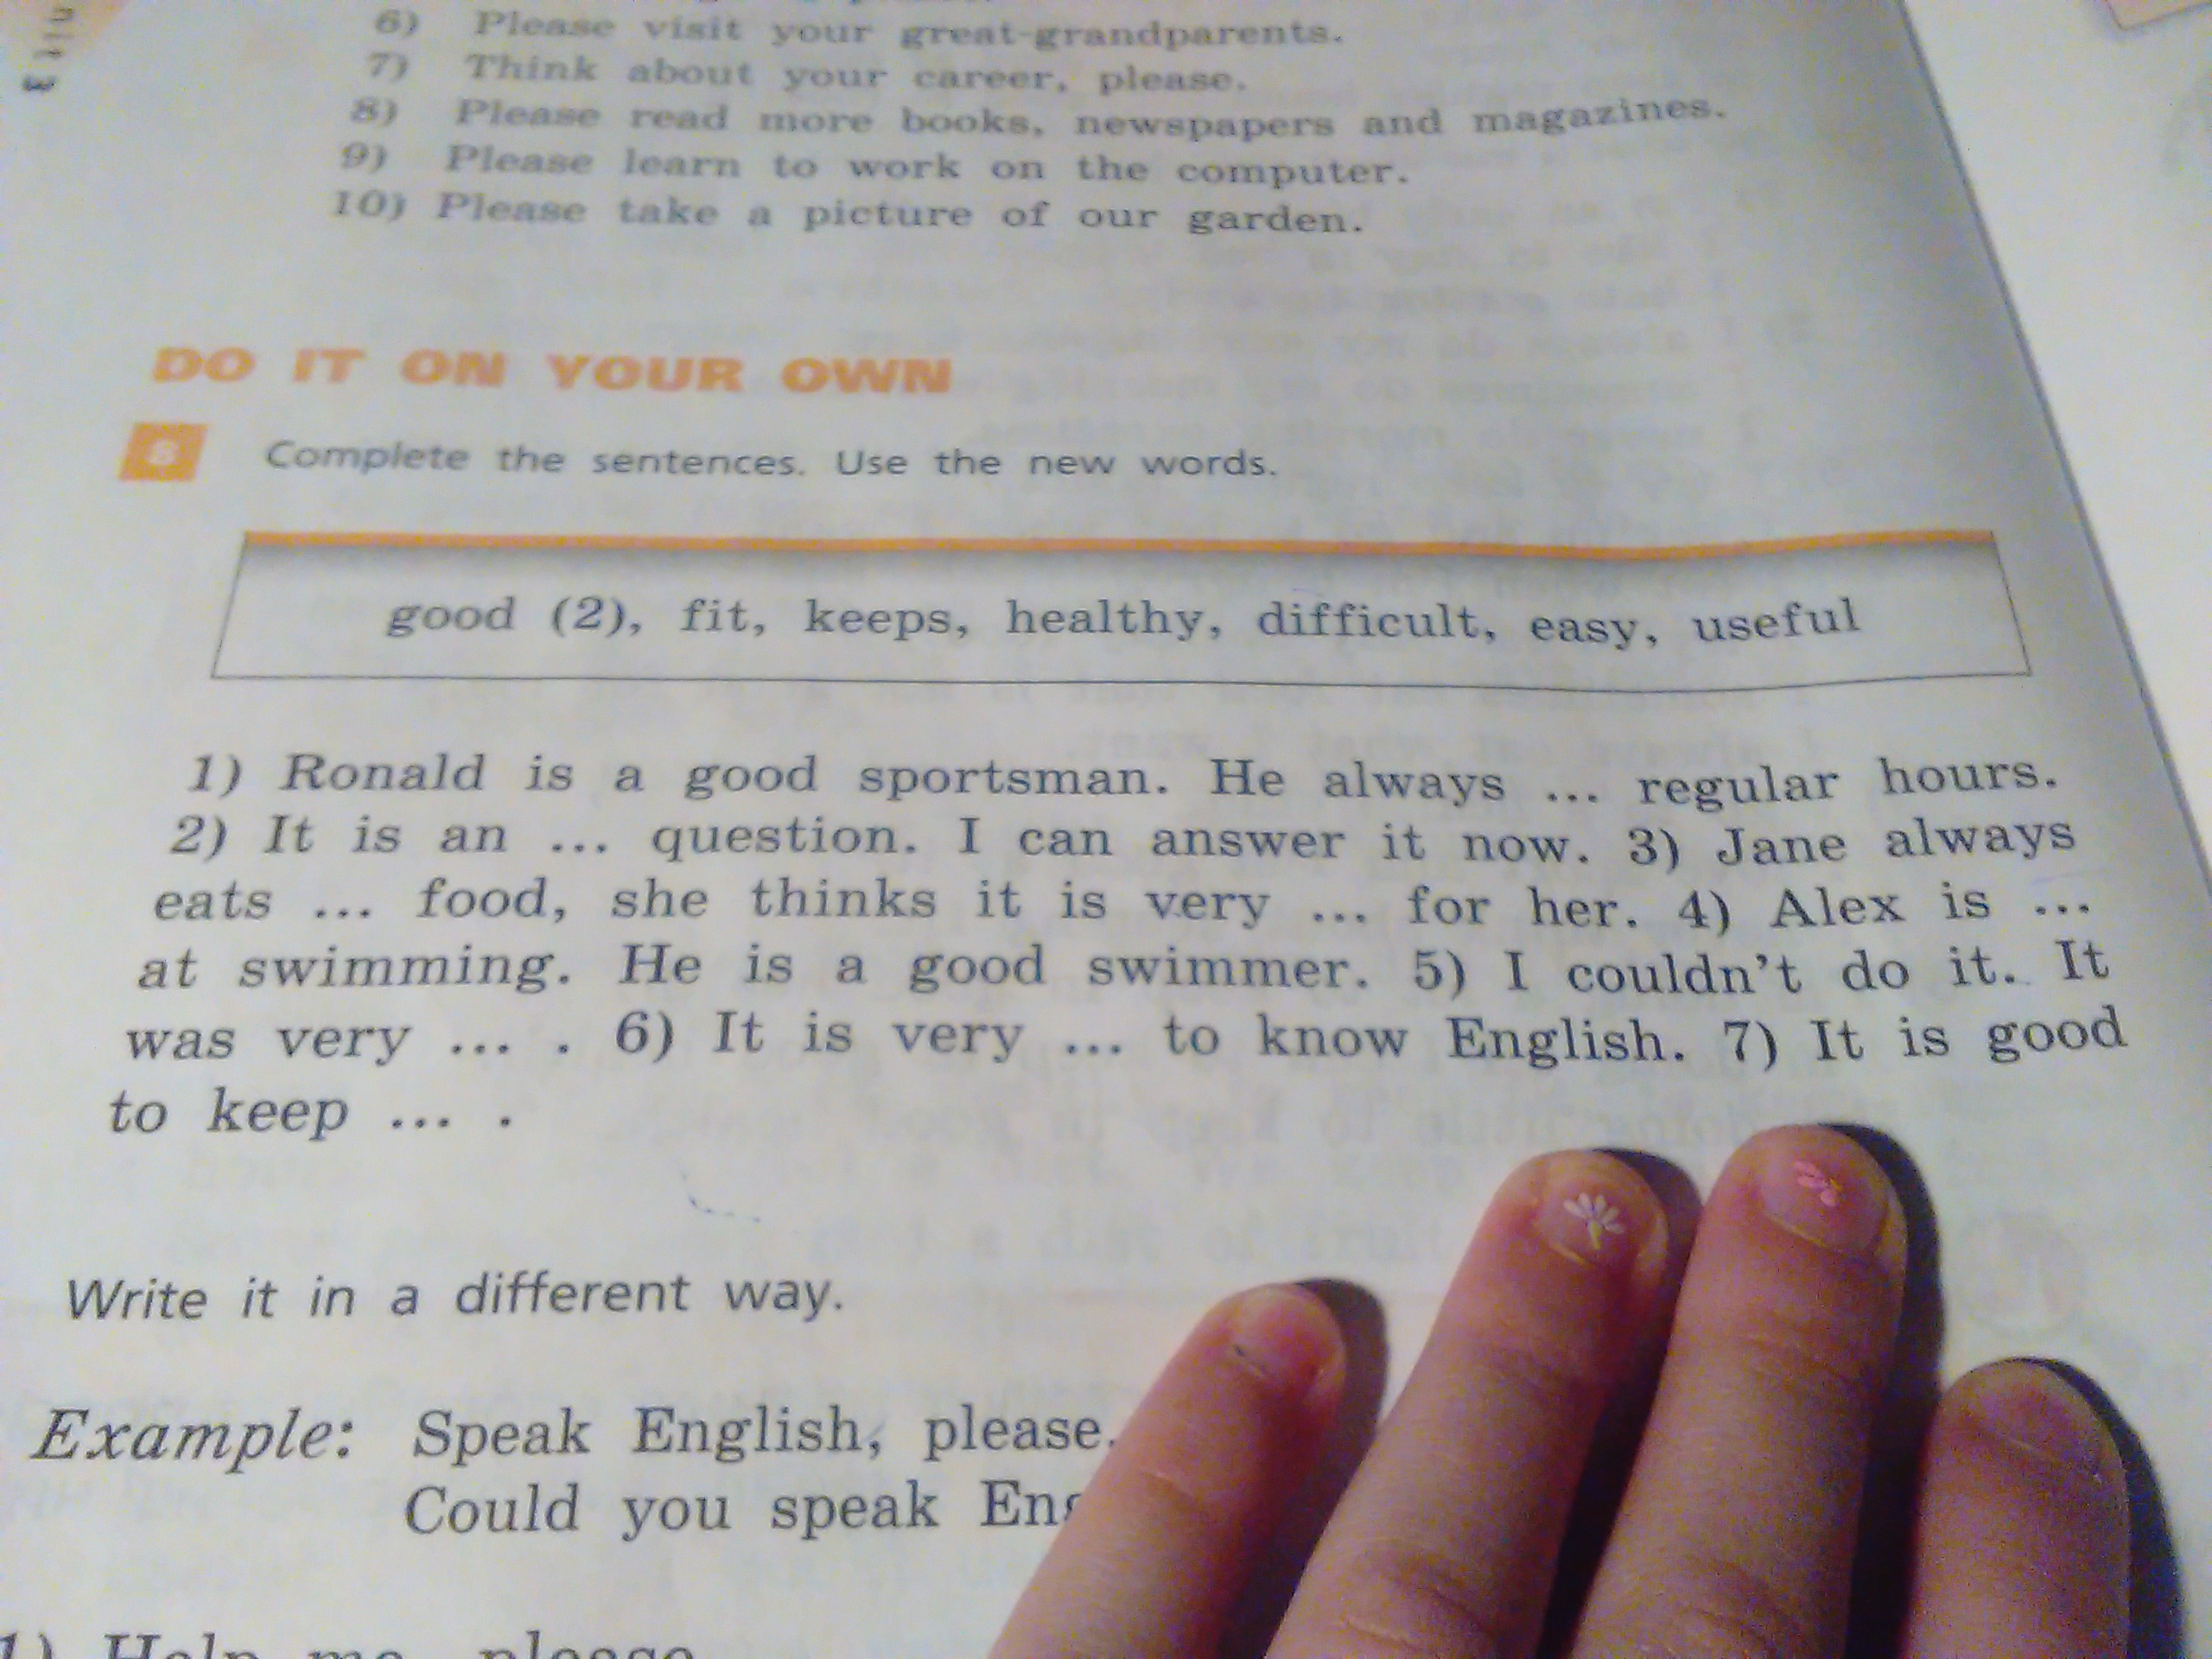 6) Please visit your great-grandparents.
7) Think about your career, please.
8) Please read more books, newspapers and magazines.
9) Please learn to work on the computer.
10) Please take a picture of our garden.
DO IT ON YOUR OWN
8 Complete the sentences. Use the new words.
good (2), fit, keeps, healthy, difficult, easy, useful
1) Ronald is a good sportsman. He always ... regular hours.
2) It is an ... question. I can answer it now. 3) Jane always
eats ... food, she thinks it is very ... for her. 4) Alex is ...
at swimming. He is a good swimmer. 5) I couldn't do it. It
was very ... . 6) It is very ... to know English. 7) It is good
to keep ... .
Write it in a different way.
Example: Speak English, please.
Could you speak
1) Help me, please